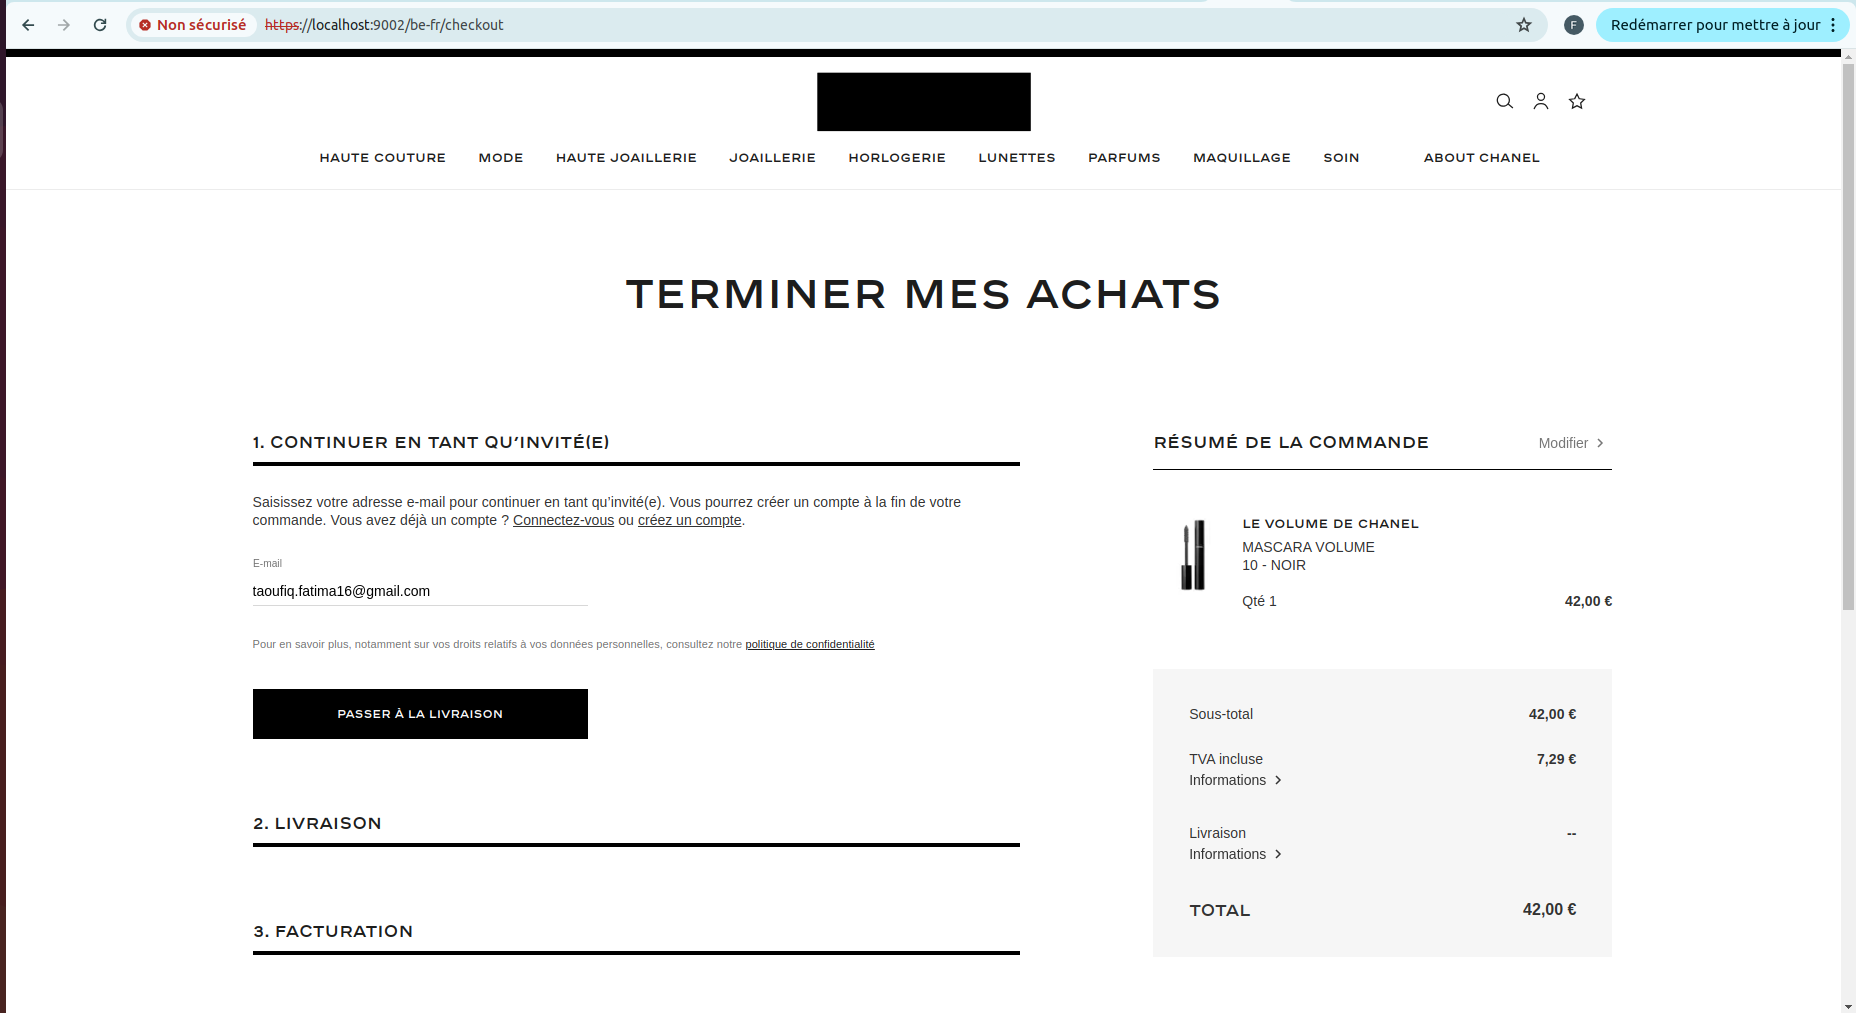 Non sécurisé https://localhost:9002/be-fr/checkout F Redémarrer pour mettre à jour
HAUTE COUTURE MODE HAUTE JOAILLERIE JOAILLERIE HORLOGERIE LUNETTES PARFUMS MAQUILLAGE SOIN ABOUT CHANEL
TERMINER MES ACHATS
1. CONTINUER EN TANT QU'INVITÉ(E)
Saisissez votre adresse e-mail pour continuer en tant qu'invité(e). Vous pourrez créer un compte à la fin de votre
commande. Vous avez déjà un compte ? Connectez-vous ou créez un compte.
E-mail
taoufiq.fatima16@gmail.com
Pour en savoir plus, notamment sur vos droits relatifs à vos données personnelles, consultez notre politique de confidentialité
PASSER À LA LIVRAISON
2. LIVRAISON
3. FACTURATION
RÉSUMÉ DE LA COMMANDE Modifier
LE VOLUME DE CHANEL
MASCARA VOLUME
10 - NOIR
Qté 1 42,00 €
Sous-total 42,00 €
TVA incluse 7,29 €
Informations
Livraison --
Informations
TOTAL 42,00 €